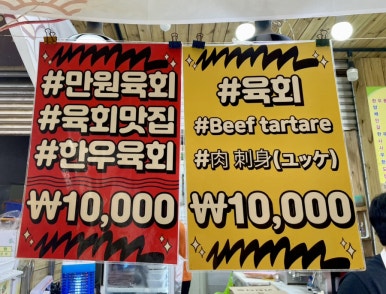 #만원육회
#육회맛집
#한우육회
₩10,000
#육회
#Beef tartare
#肉 刺身(ユッケ)
₩10,000